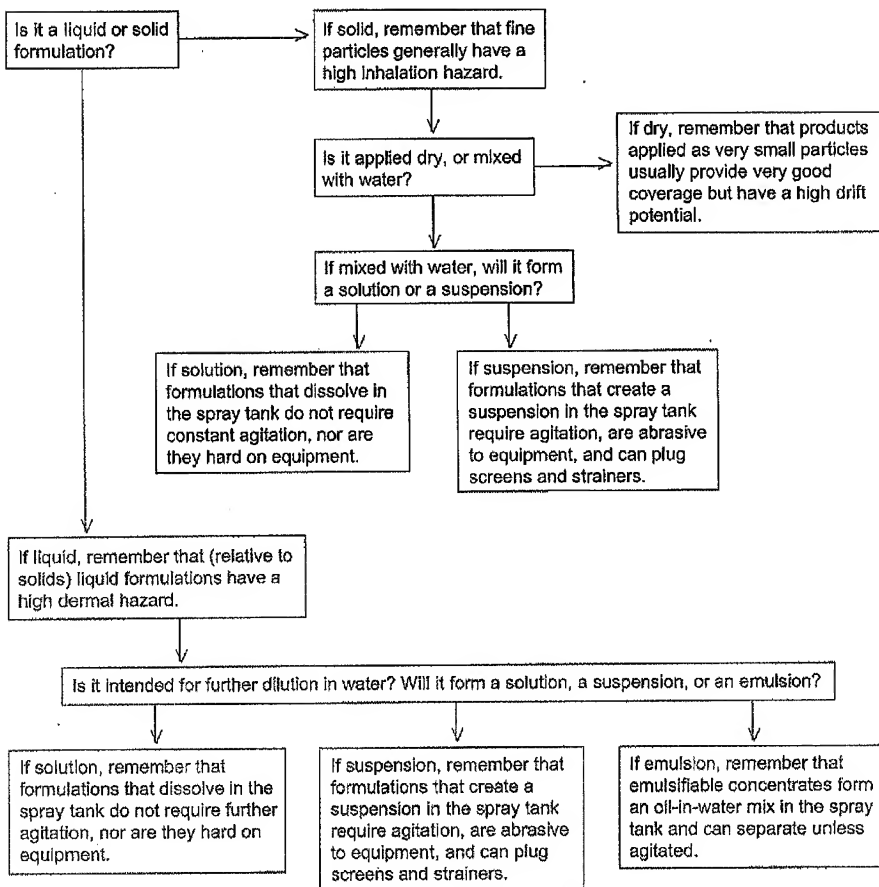 Is it a liquid or solid
formulation?
If solid, remember that fine
particles generally have a
high inhalation hazard.
Is it applied dry, or mixed
with water?
If dry, remember that products
applied as very small particles
usually provide very good
coverage but have a high drift
potential.
If mixed with water, will it form
a solution or a suspension?
If solution, remember that
formulations that dissolve in
the spray tank do not require
constant agitation, nor are
they hard on equipment.
If suspension, remember that
formulations that create a
suspension in the spray tank
require agitation, are abrasive
to equipment, and can plug
screens and strainers.
If liquid, remember that (relative to
solids) liquid formulations have a
high dermal hazard.
Is it intended for further dilution in water? Will it form a solution, a suspension, or an emulsion?
If solution, remember that
formulations that dissolve in the
spray tank do not require further
agitation, nor are they hard on
equipment.
If suspension, remember that
formulations that create a
suspension in the spray tank
require agitation, are abrasive
to equipment, and can plug
screens and strainers.
If emulsion, remember that
emulsifiable concentrates form
an oil-in-water mix in the spray
tank and can separate unless
agitated.